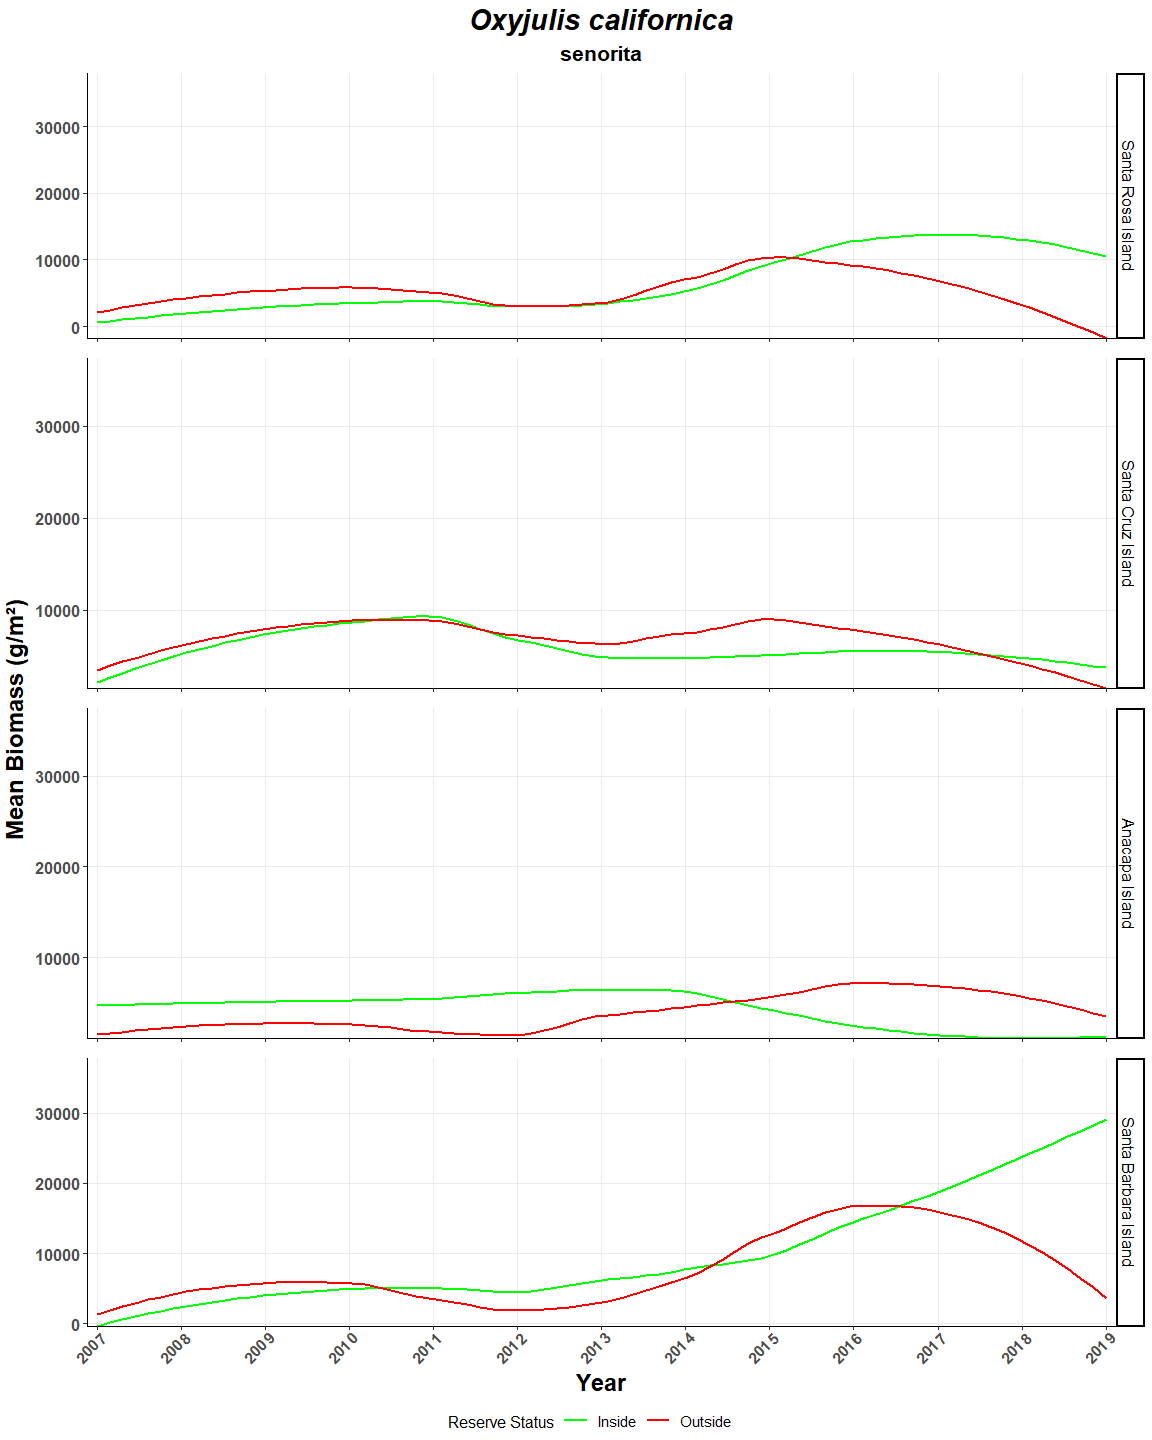 Oxyjulis californica
senorita
30000
20000
10000
0
Santa Rosa Island
30000
20000
10000
Santa Cruz Island
Mean Biomass (g/m²)
30000
20000
10000
Anacapa Island
30000
20000
10000
0
Santa Barbara Island
2007 2008 2009 2010 2011 2012 2013 2014 2015 2016 2017 2018 2019
Year
Reserve Status Inside Outside